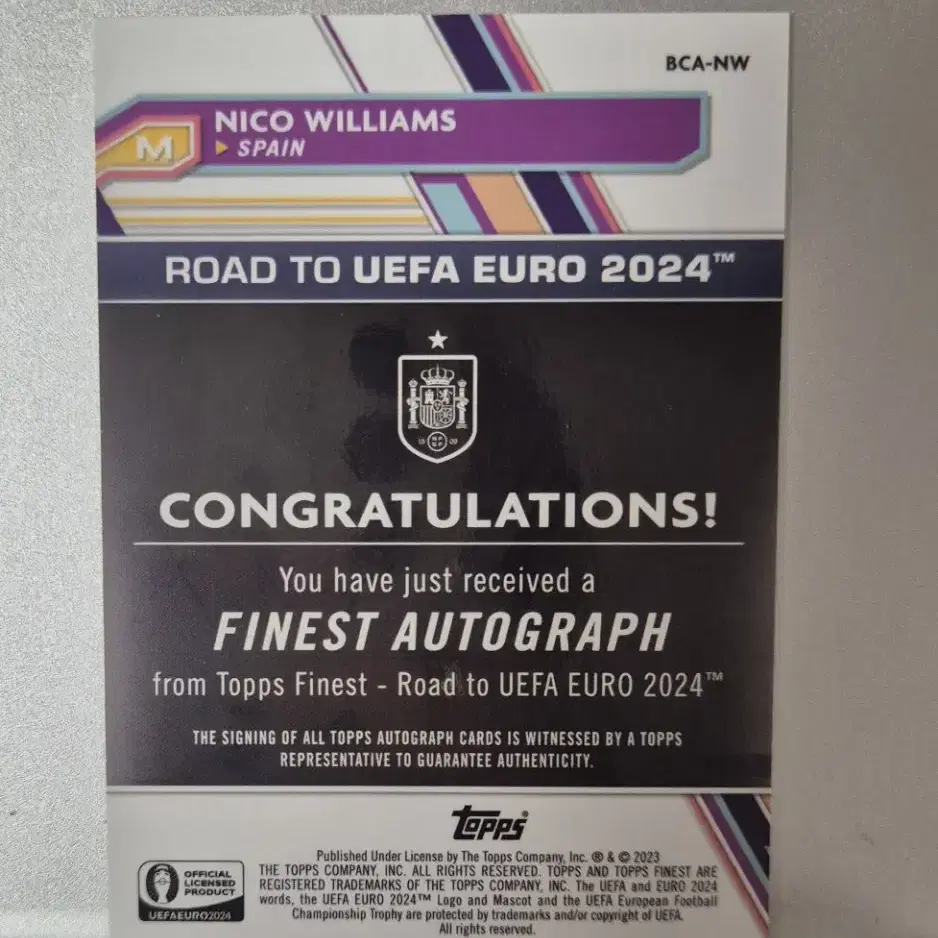 BCA-NW
M
NICO WILLIAMS
▶ SPAIN
ROAD TO UEFA EURO 2024™
CONGRATULATIONS!
You have just received a
FINEST AUTOGRAPH
from Topps Finest - Road to UEFA EURO 2024™
THE SIGNING OF ALL TOPPS AUTOGRAPH CARDS IS WITNESSED BY A TOPPS
REPRESENTATIVE TO GUARANTEE AUTHENTICITY.
topps®
OFFICIAL
LICENSED
PRODUCT
UEFAEURO2024
Published Under License by The Topps Company, Inc. ® & © 2023
THE TOPPS COMPANY, INC. ALL RIGHTS RESERVED. TOPPS AND TOPPS FINEST ARE
REGISTERED TRADEMARKS OF THE TOPPS COMPANY, INC. The UEFA and EURO 2024
words, the UEFA EURO 2024™ Logo and Mascot and the UEFA European Football
Championship Trophy are protected by trademarks and/or copyright of UEFA.
All rights reserved.